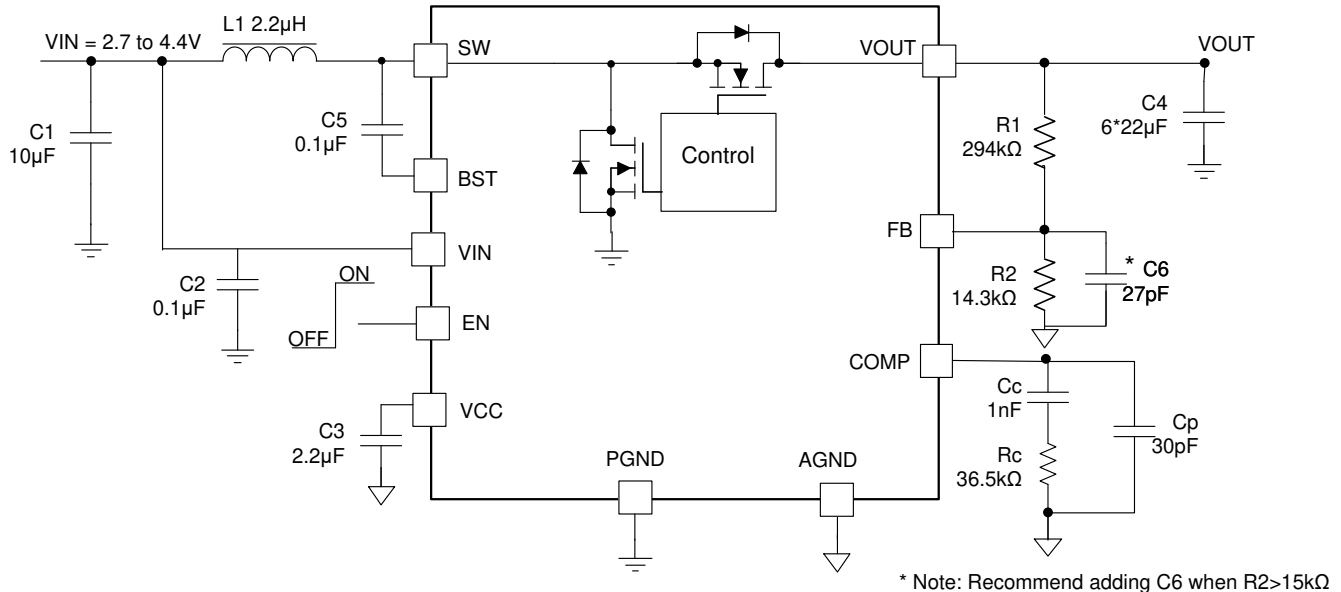 VIN = 2.7 to 4.4V
L1 2.2µH
C1
10µF
C5
0.1µF
C2
0.1µF
ON
OFF
C3
2.2µF
SW
BST
VIN
EN
VCC
Control
PGND
AGND
VOUT
FB
COMP
VOUT
R1
294kΩ
C4
6*22µF
R2
14.3kΩ
* C6
27pF
Cc
1nF
Rc
36.5kΩ
Cp
30pF
* Note: Recommend adding C6 when R2>15kΩ